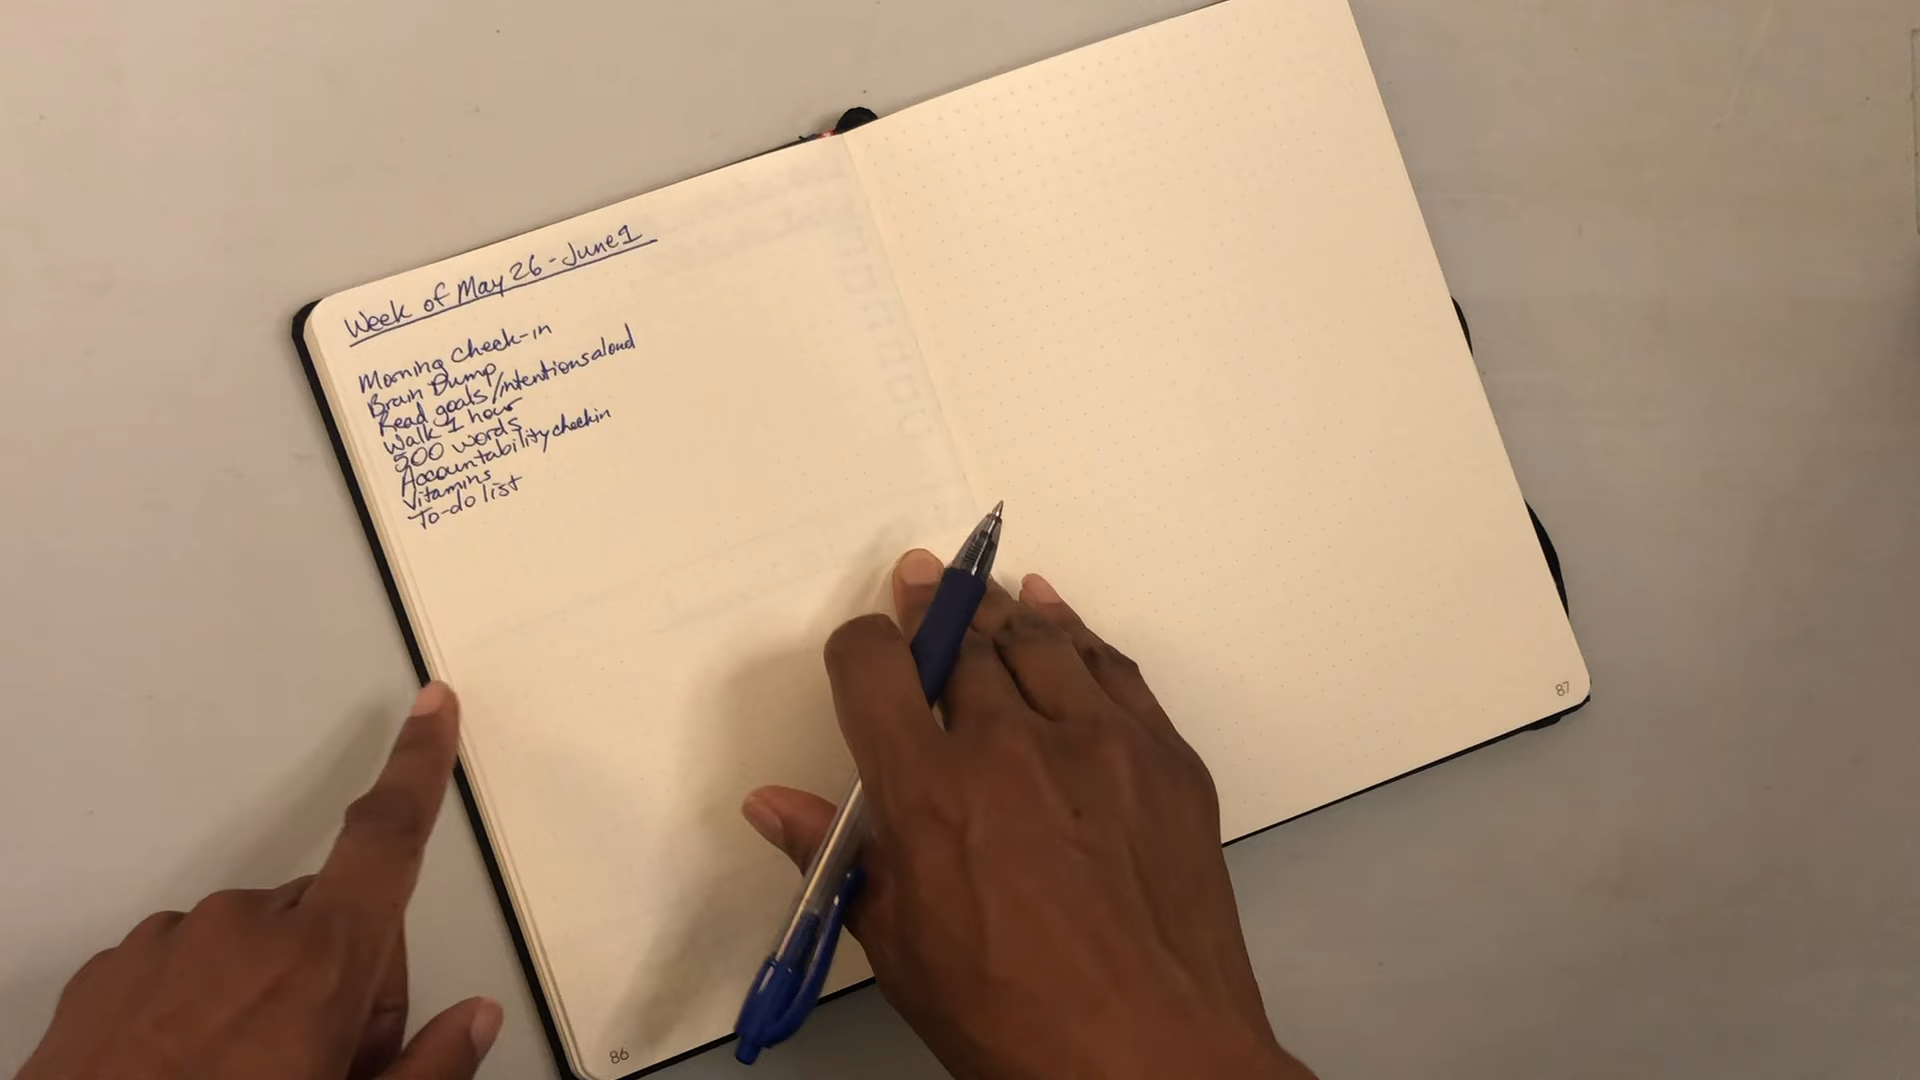 Week of May 26 - June 1
Morning Check-in
Brain Dump
Read goals/intentions aloud
Walk 1 hour
500 words
Accountability checkin
Vitamins
To-do list
86
87